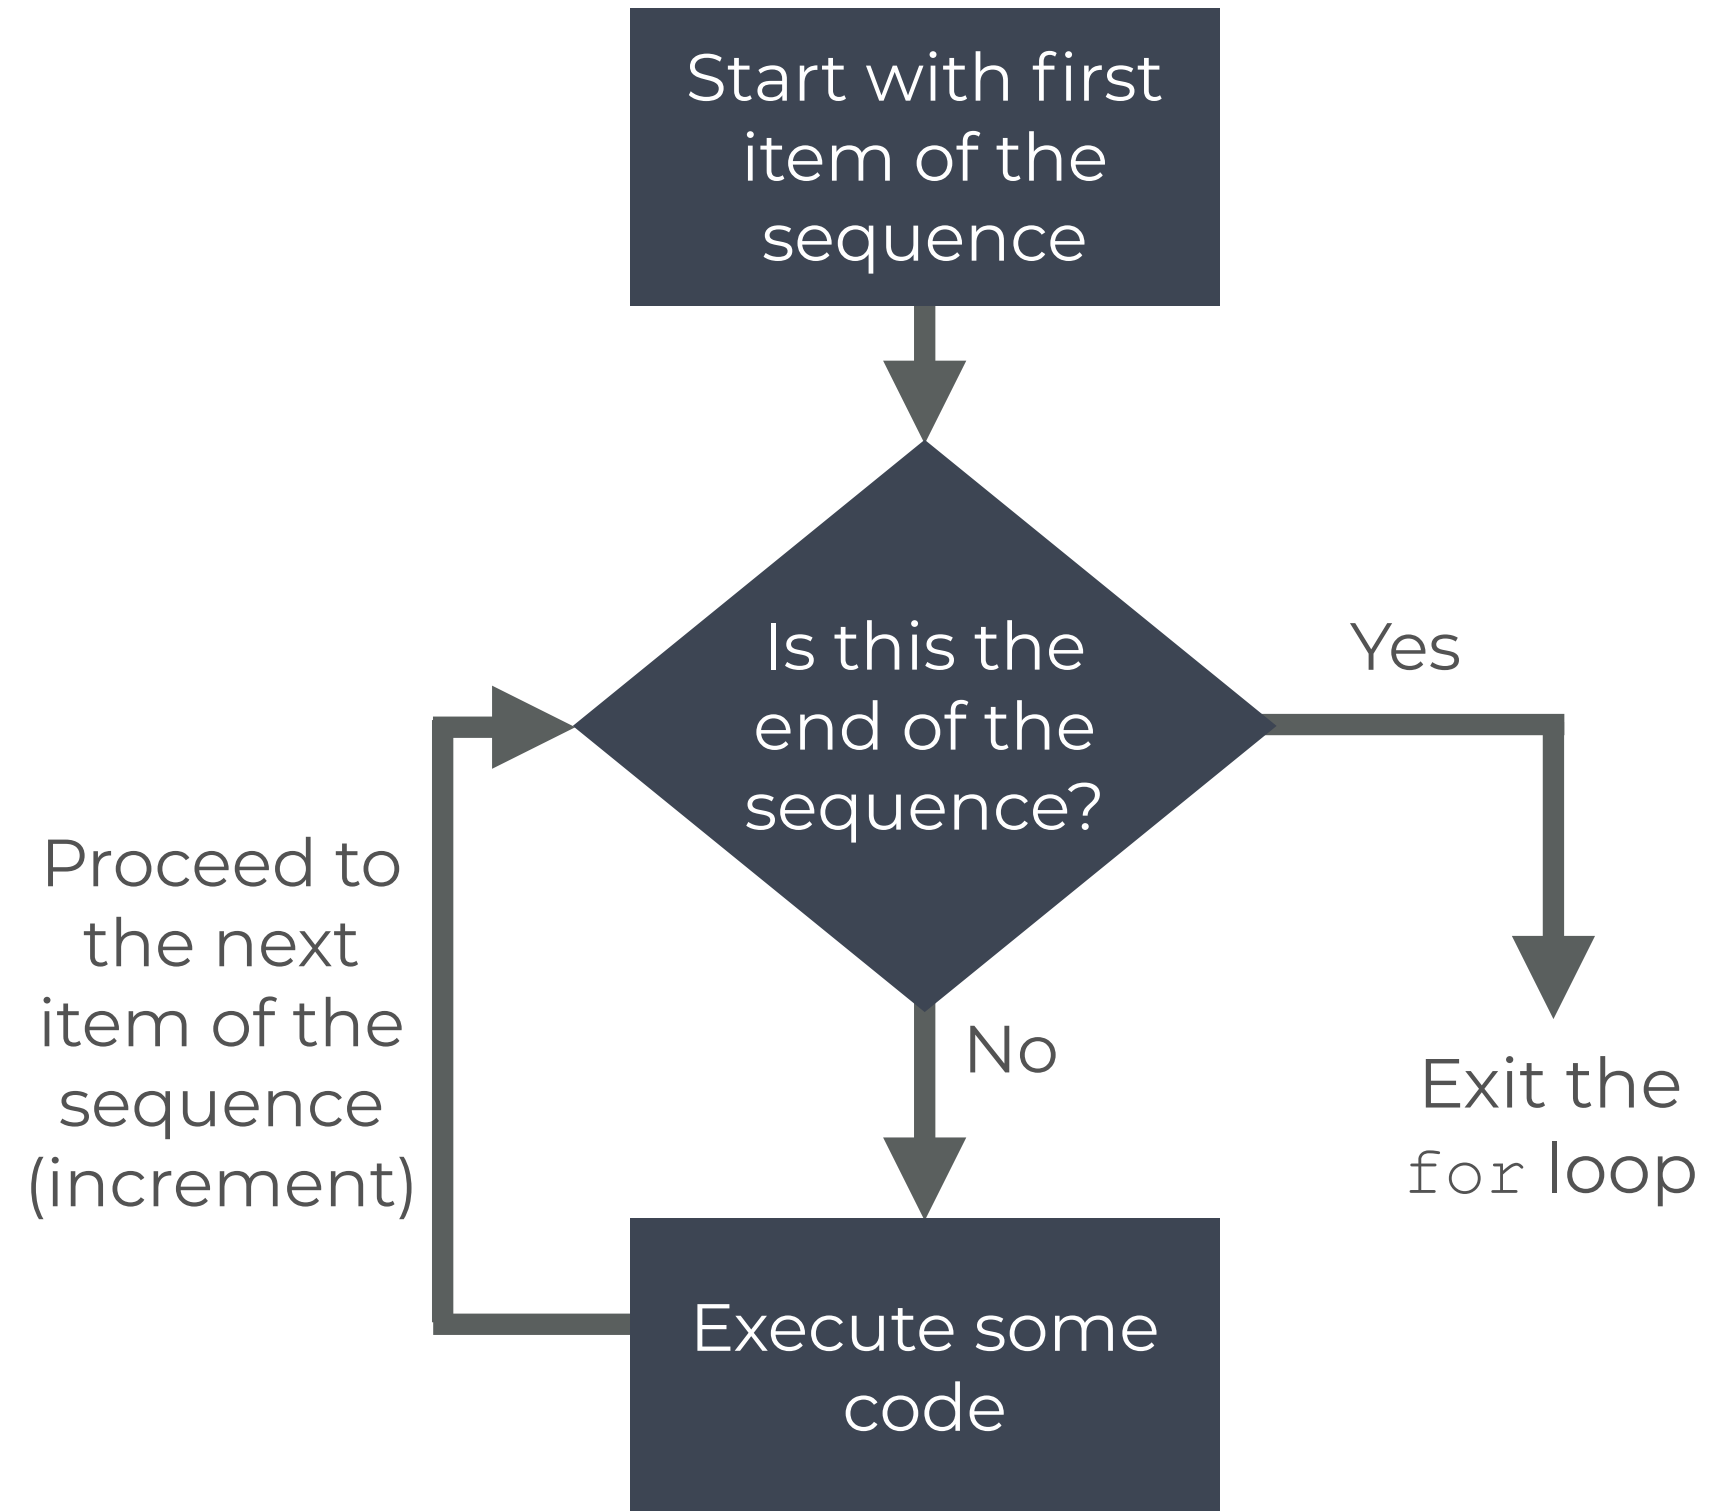 Start with first
item of the
sequence
Is this the
end of the
sequence?
Yes
No
Proceed to
the next
item of the
sequence
(increment)
Exit the
for loop
Execute some
code